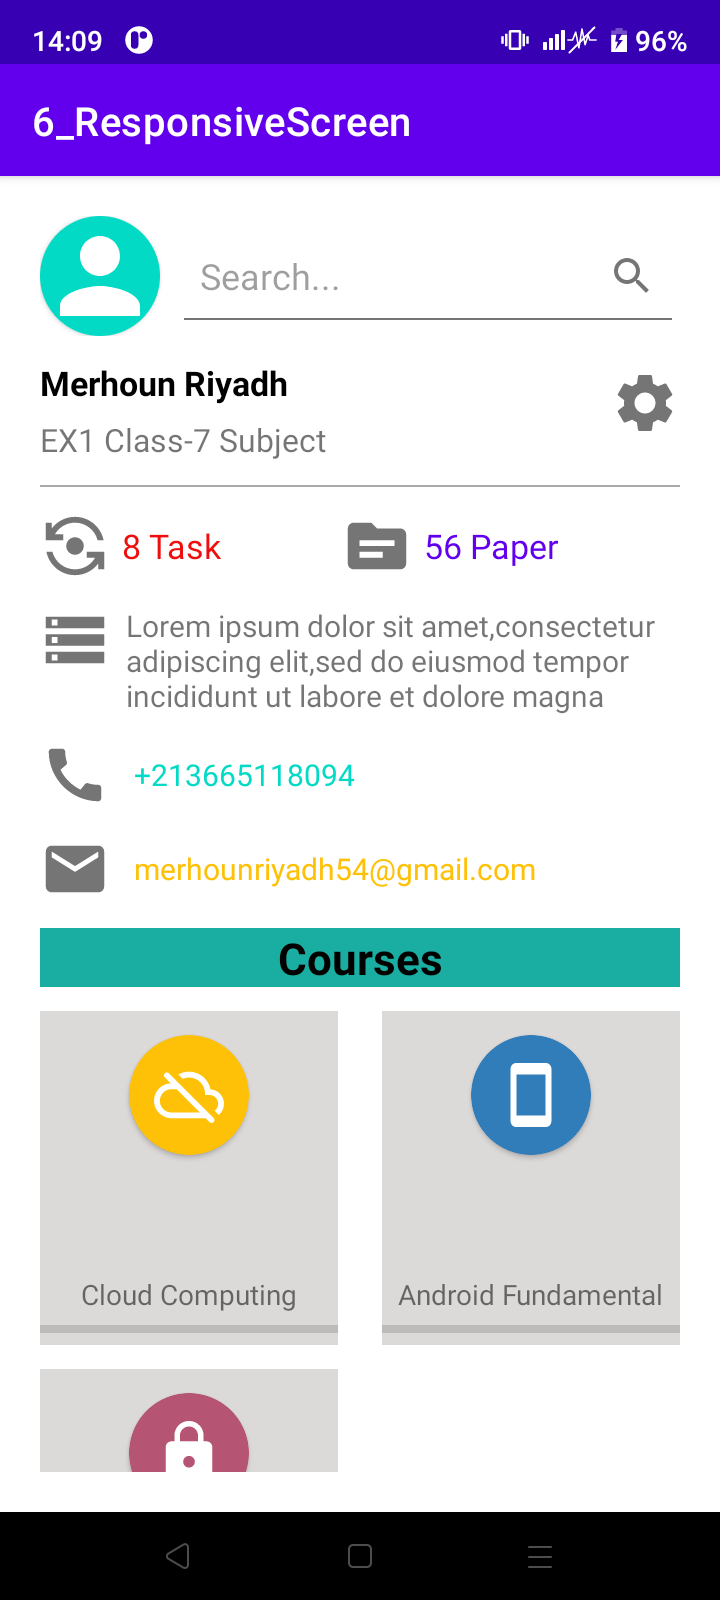 14:09
96%
6_ResponsiveScreen
Search...
Merhoun Riyadh
EX1 Class-7 Subject
8 Task
56 Paper
Lorem ipsum dolor sit amet,consectetur
adipiscing elit,sed do eiusmod tempor
incididunt ut labore et dolore magna
+213665118094
merhounriyadh54@gmail.com
Courses
Cloud Computing
Android Fundamental